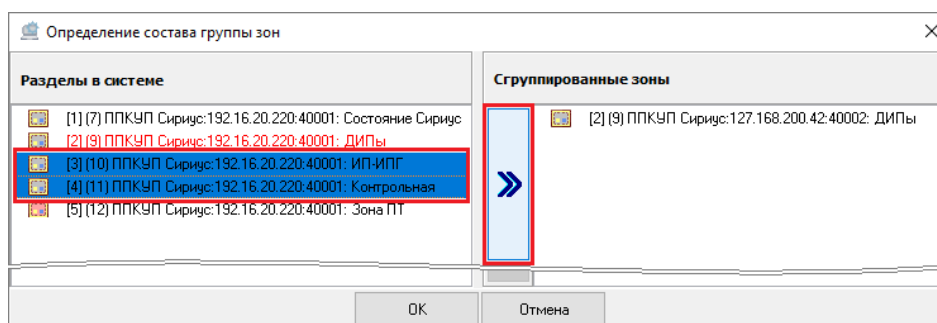 Определение состава группы зон
Разделы в системе
[1] (7) ППКУП Сириус:192.16.20.220:40001: Состояние Сириус
[2] (9) ППКУП Сириус:192.16.20.220:40001: ДИПы
[3] (10) ППКУП Сириус:192.16.20.220:40001: ИП-ИПГ
[4] (11) ППКУП Сириус:192.16.20.220:40001: Контрольная
[5] (12) ППКУП Сириус:192.16.20.220:40001: Зона ПТ
Сгруппированные зоны
[2] (9) ППКУП Сириус:127.168.200.42:40002: ДИПы
OK
Отмена